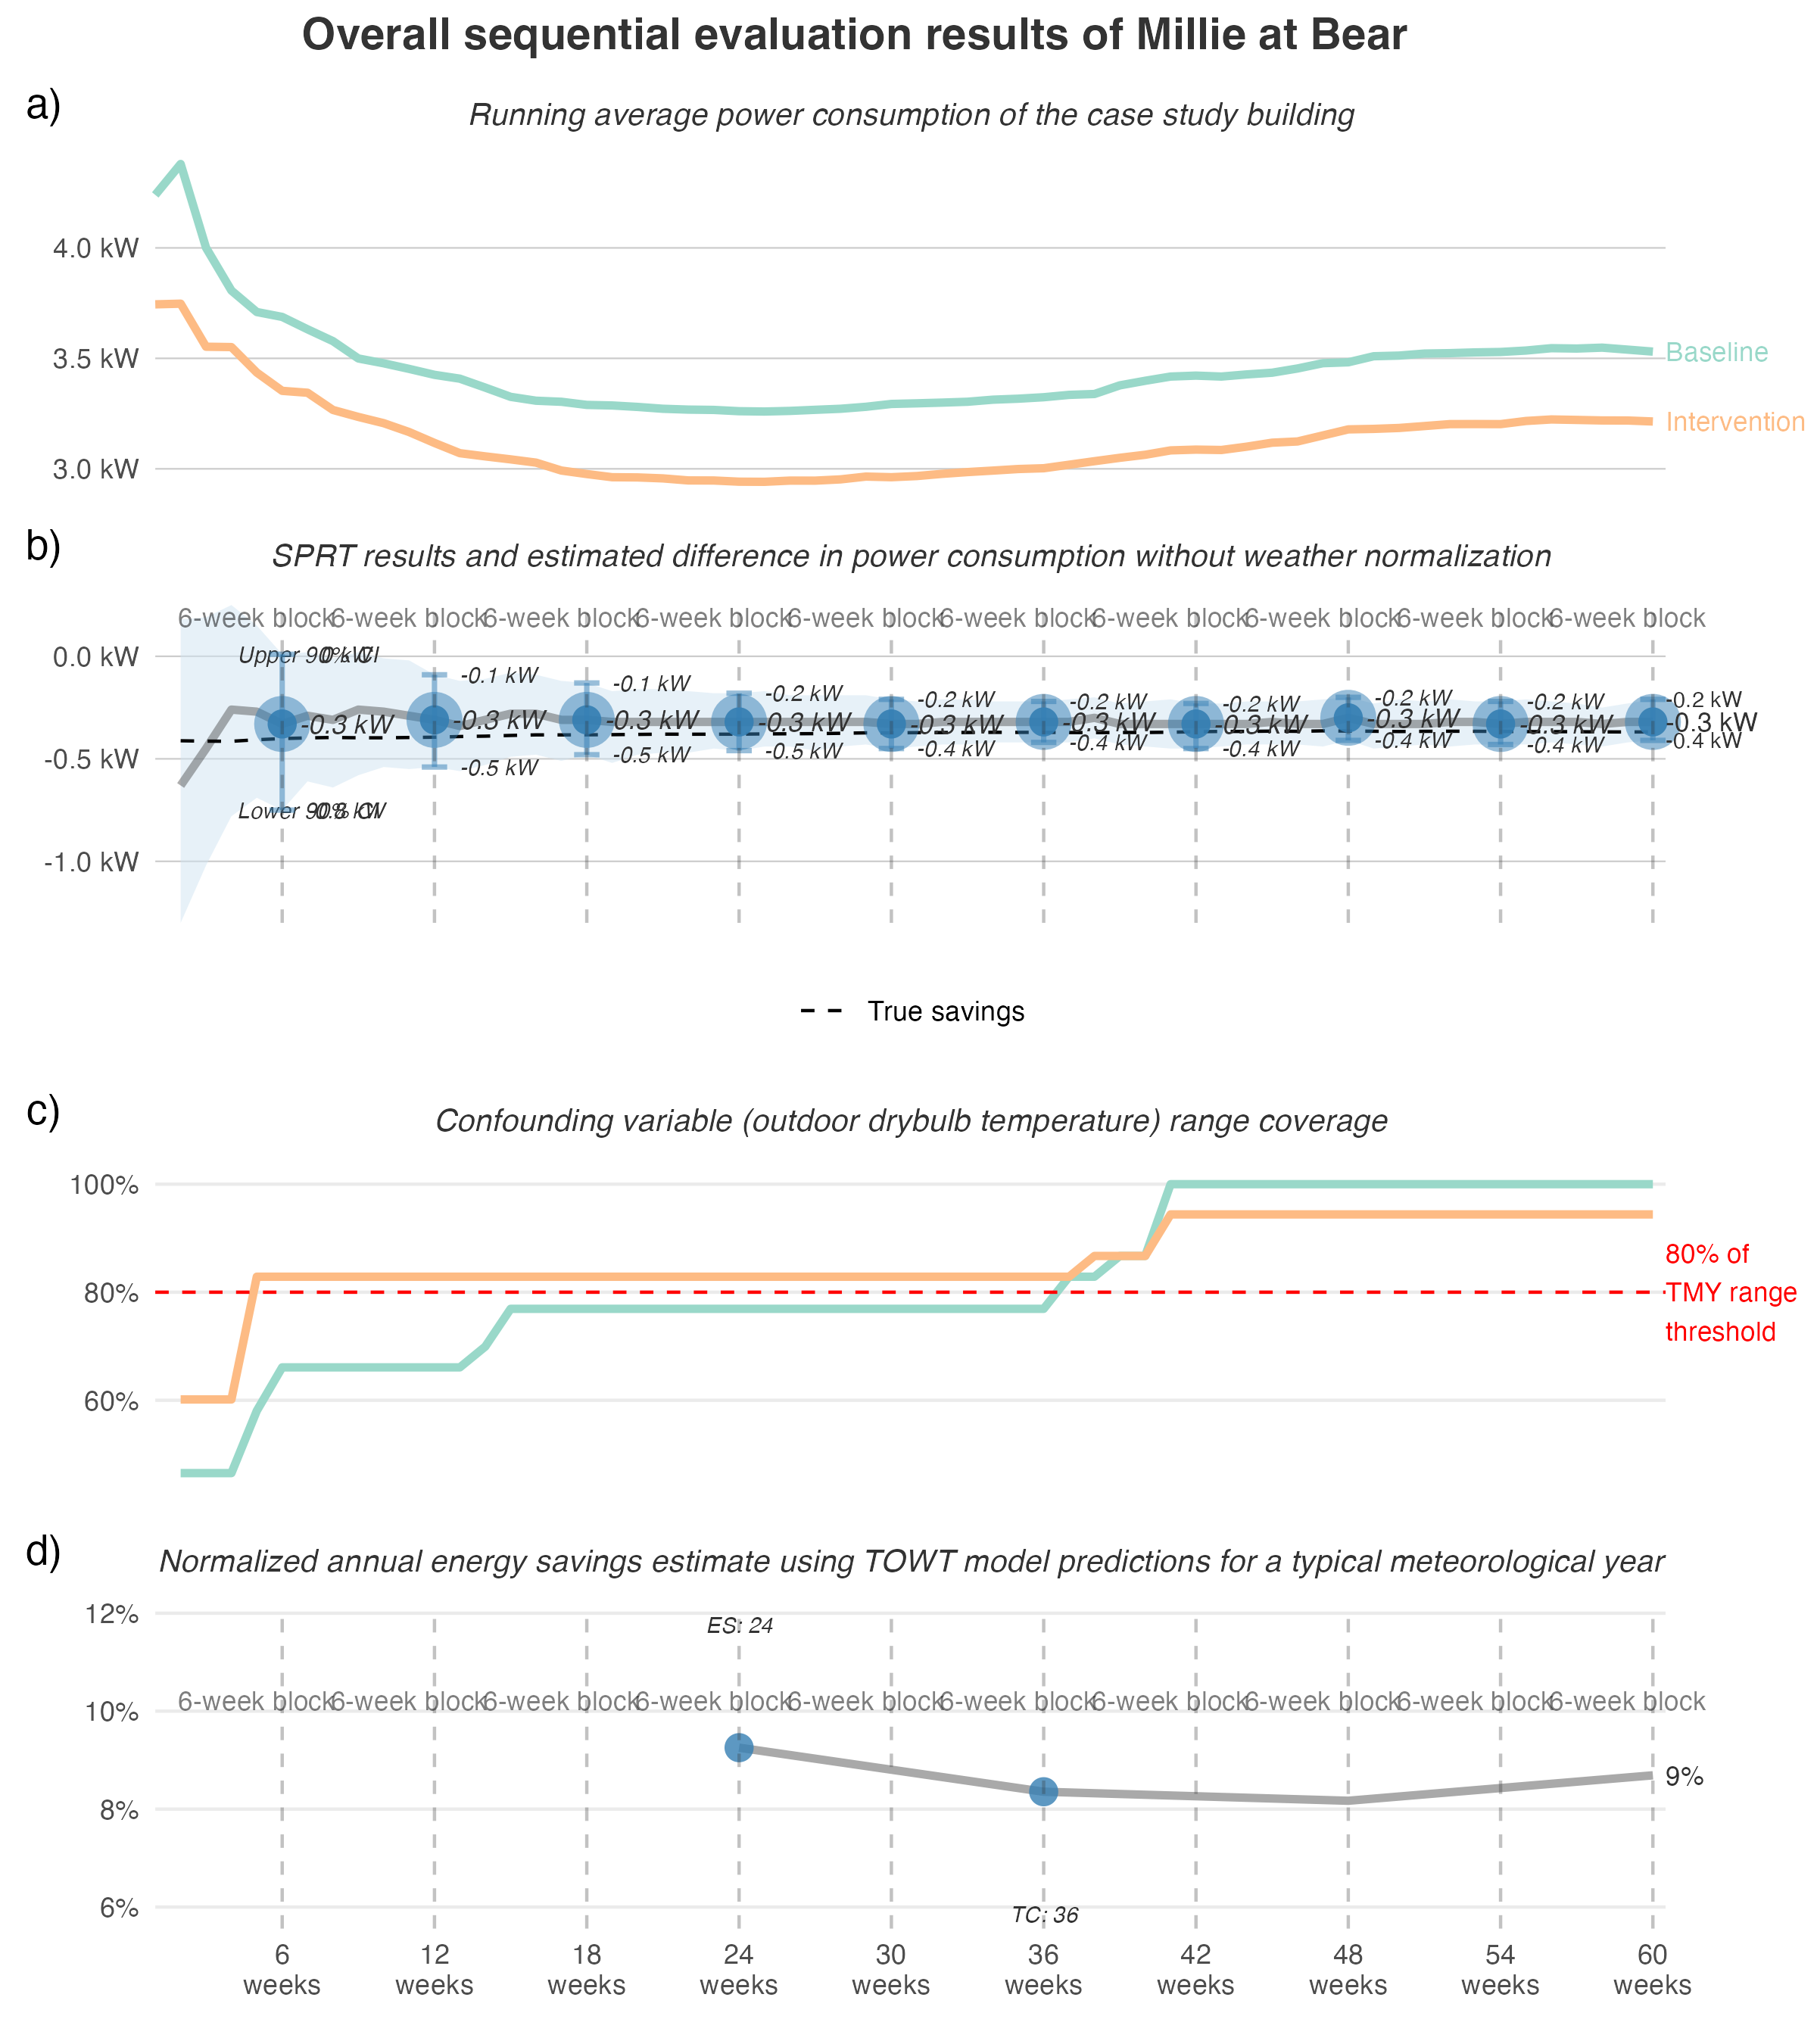 Overall sequential evaluation results of Millie at Bear
a)
Running average power consumption of the case study building
4.0 kW
3.5 kW
3.0 kW
Baseline
Intervention
b)
SPRT results and estimated difference in power consumption without weather normalization
6-week block 6-week block 6-week block 6-week block 6-week block 6-week block 6-week block 6-week block 6-week block 6-week block
0.0 kW
-0.5 kW
-1.0 kW
Upper 90% CI
0 kW
-0.3 kW
Lower 90% CI
-0.8 kW
-0.1 kW
-0.3 kW
-0.5 kW
-0.1 kW
-0.3 kW
-0.5 kW
-0.2 kW
-0.3 kW
-0.5 kW
-0.2 kW
-0.3 kW
-0.4 kW
-0.2 kW
-0.3 kW
-0.4 kW
-0.2 kW
-0.3 kW
-0.4 kW
-0.2 kW
-0.3 kW
-0.4 kW
-0.2 kW
-0.3 kW
-0.4 kW
-0.2 kW
-0.3 kW
-0.4 kW
True savings
c)
Confounding variable (outdoor drybulb temperature) range coverage
100%
80%
60%
80% of
TMY range
threshold
d)
Normalized annual energy savings estimate using TOWT model predictions for a typical meteorological year
12%
10%
8%
6%
ES: 24
6-week block 6-week block 6-week block 6-week block 6-week block 6-week block 6-week block 6-week block 6-week block 6-week block
9%
TC: 36
6 12 18 24 30 36 42 48 54 60
weeks weeks weeks weeks weeks weeks weeks weeks weeks weeks